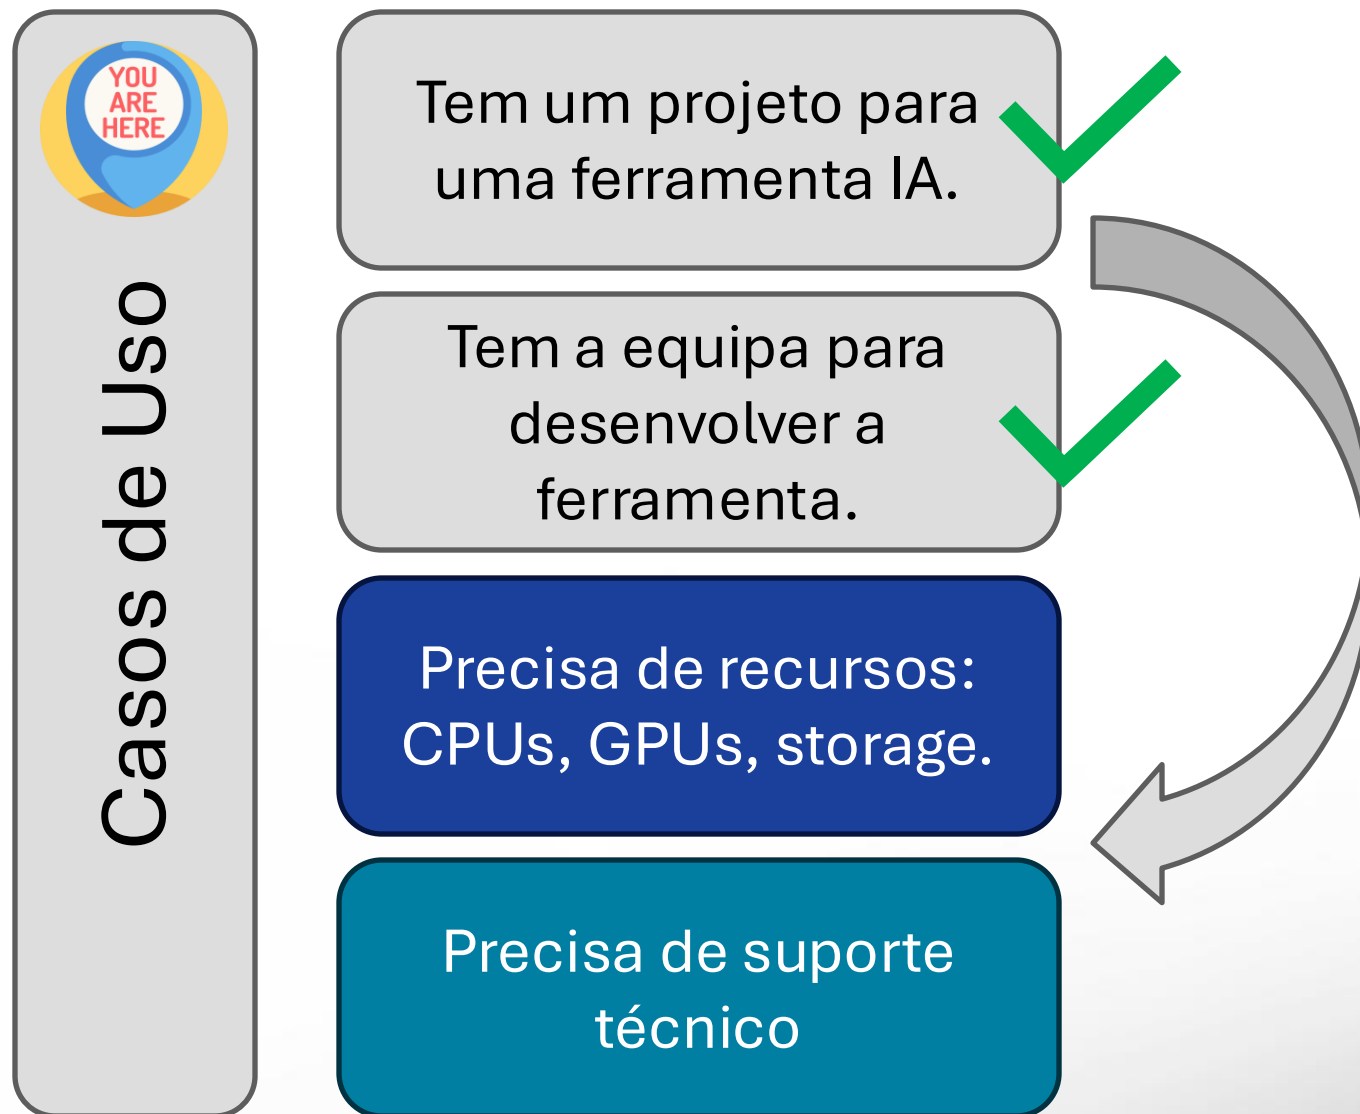 YOU
ARE
HERE
Casos de Uso
Tem um projeto para
uma ferramenta IA.
Tem a equipa para
desenvolver a
ferramenta.
Precisa de recursos:
CPUs, GPUs, storage.
Precisa de suporte
técnico